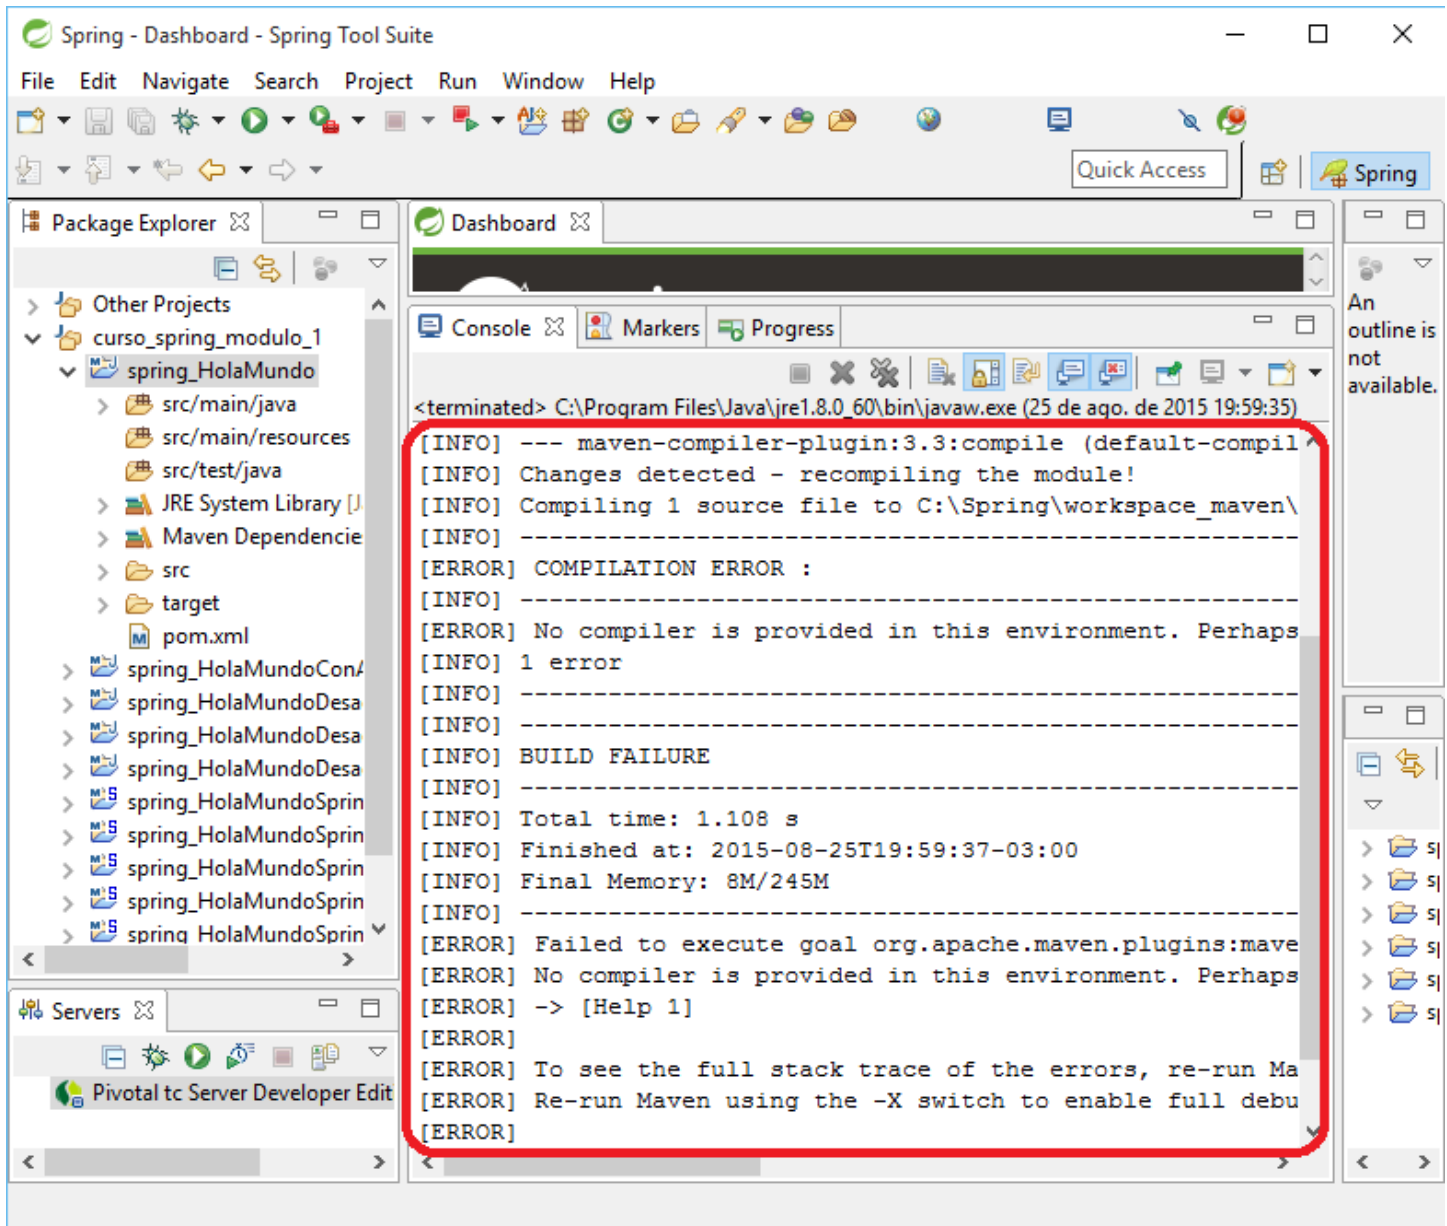 Spring - Dashboard - Spring Tool Suite
File Edit Navigate Search Project Run Window Help
Quick Access
Spring
Package Explorer
Other Projects
curso_spring_modulo_1
spring_HolaMundo
src/main/java
src/main/resources
src/test/java
JRE System Library [J
Maven Dependencie
src
target
pom.xml
spring_HolaMundoConA
spring_HolaMundoDesa
spring_HolaMundoDesa
spring_HolaMundoDesa
spring_HolaMundoSprin
spring_HolaMundoSprin
spring_HolaMundoSprin
spring_HolaMundoSprin
spring_HolaMundoSprin
Servers
Pivotal tc Server Developer Edit
Dashboard
Console Markers Progress
<terminated> C:\Program Files\Java\jre1.8.0_60\bin\javaw.exe (25 de ago. de 2015 19:59:35)
[INFO] --- maven-compiler-plugin:3.3:compile (default-compil
[INFO] Changes detected - recompiling the module!
[INFO] Compiling 1 source file to C:\Spring\workspace_maven\
[INFO] -----------------------------------------------------
[ERROR] COMPILATION ERROR :
[INFO] -----------------------------------------------------
[ERROR] No compiler is provided in this environment. Perhaps
[INFO] 1 error
[INFO] -----------------------------------------------------
[INFO] -----------------------------------------------------
[INFO] BUILD FAILURE
[INFO] -----------------------------------------------------
[INFO] Total time: 1.108 s
[INFO] Finished at: 2015-08-25T19:59:37-03:00
[INFO] Final Memory: 8M/245M
[INFO] -----------------------------------------------------
[ERROR] Failed to execute goal org.apache.maven.plugins:mave
[ERROR] No compiler is provided in this environment. Perhaps
[ERROR] -> [Help 1]
[ERROR]
[ERROR] To see the full stack trace of the errors, re-run Ma
[ERROR] Re-run Maven using the -X switch to enable full debu
[ERROR]
An
outline is
not
available.
sp
sp
sp
sp
sp
sp